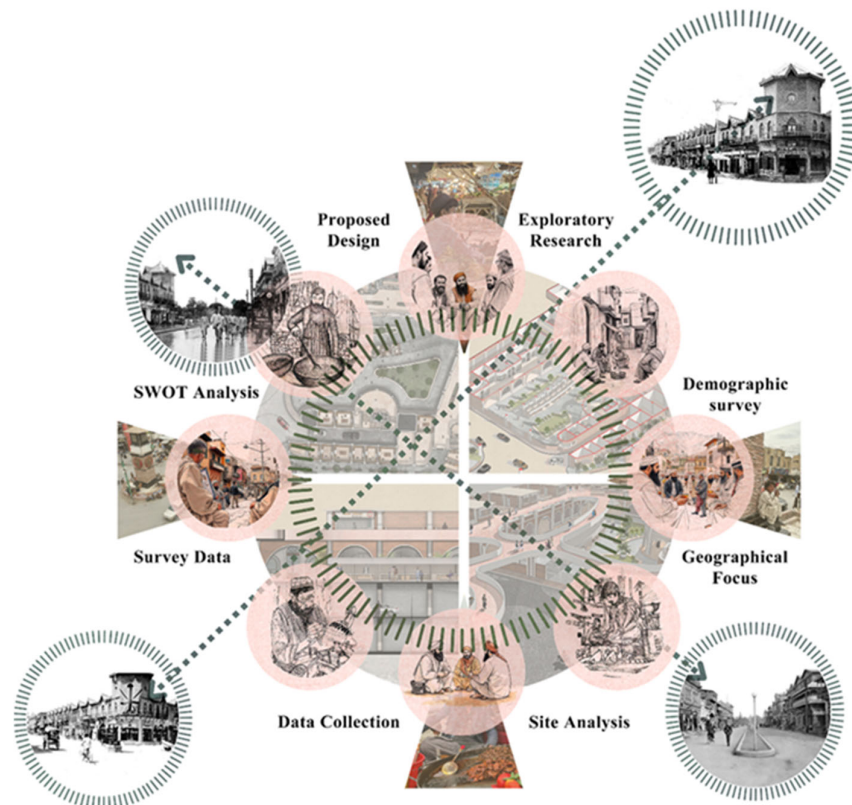 Proposed
Design
Exploratory
Research
SWOT Analysis
Demographic
survey
Survey Data
Geographical
Focus
Data Collection
Site Analysis